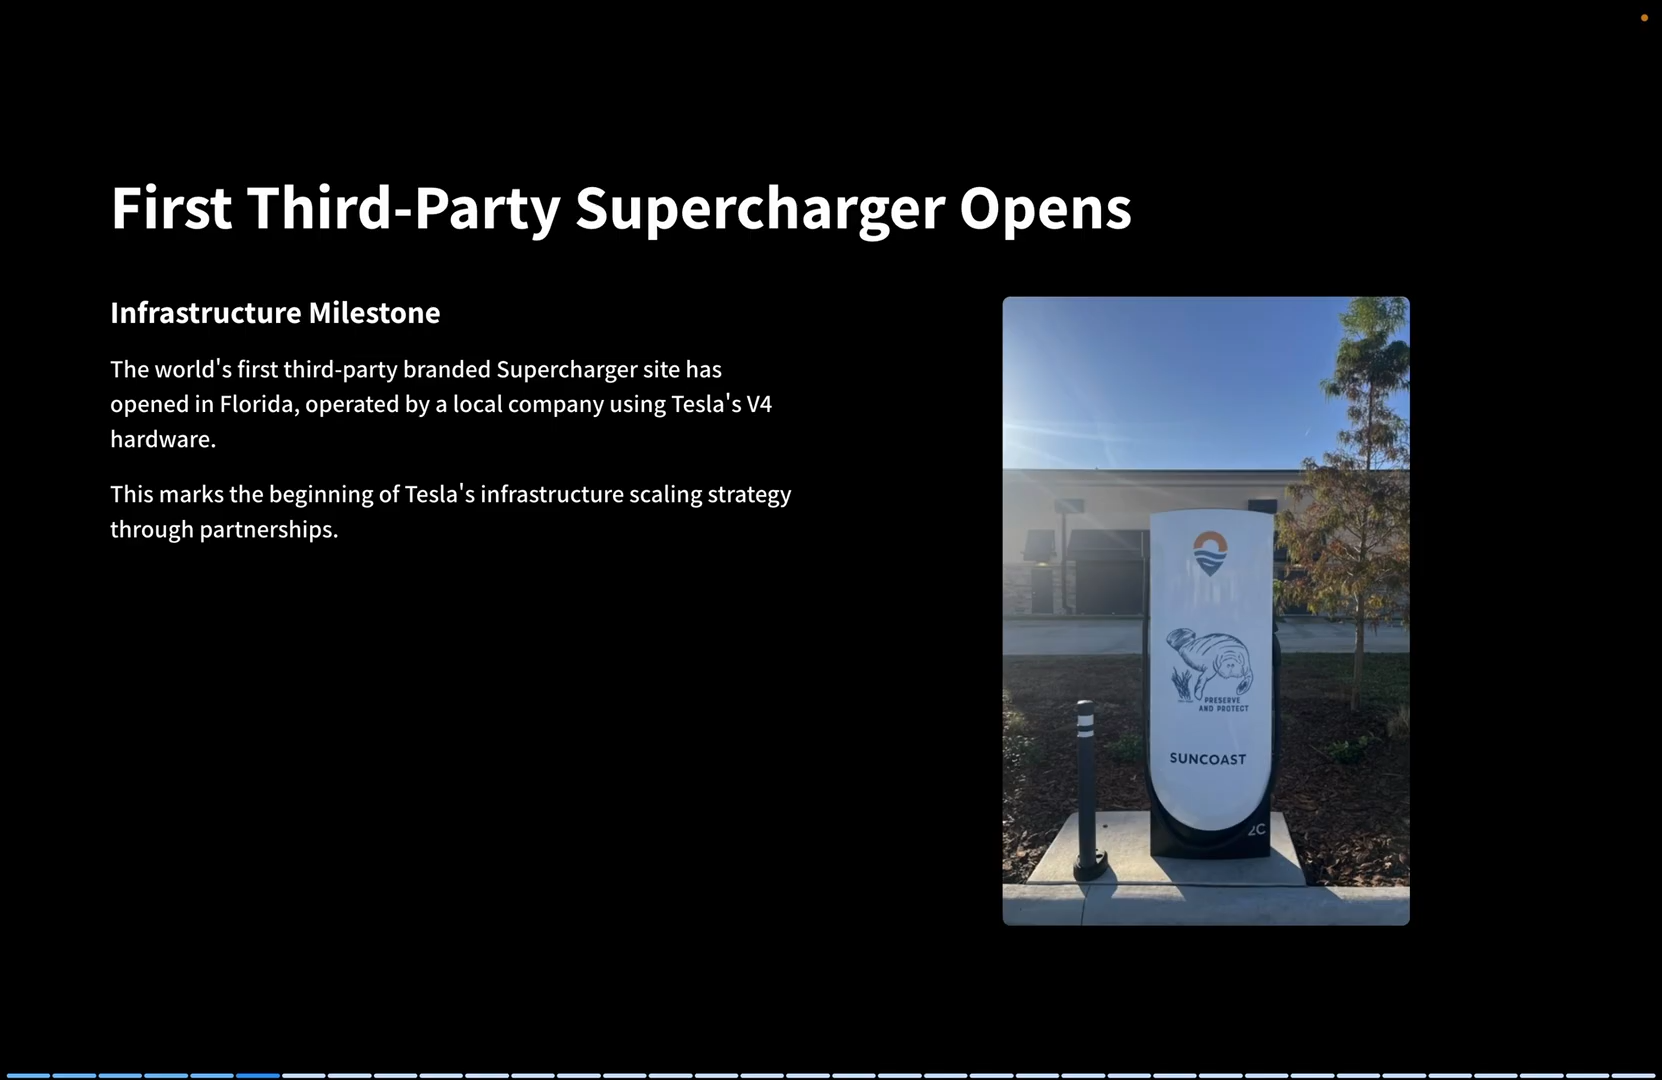 First Third-Party Supercharger Opens
Infrastructure Milestone
The world's first third-party branded Supercharger site has
opened in Florida, operated by a local company using Tesla's V4
hardware.
This marks the beginning of Tesla's infrastructure scaling strategy
through partnerships.
PRESERVE
AND PROTECT
SUNCOAST
2C